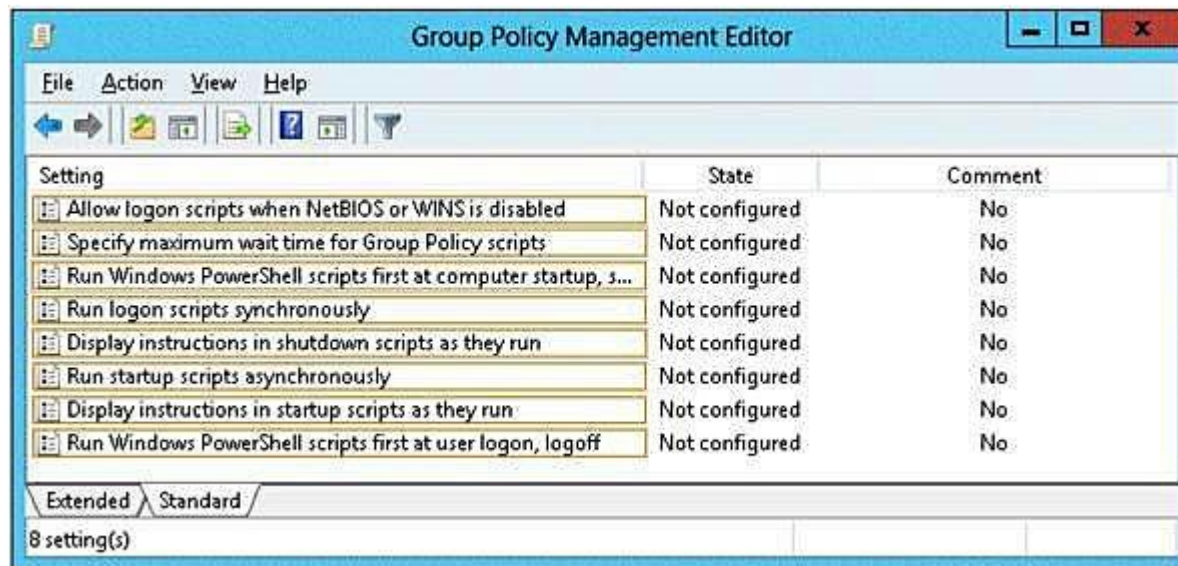 Group Policy Management Editor
File Action View Help
Setting State Comment
Allow logon scripts when NetBIOS or WINS is disabled Not configured No
Specify maximum wait time for Group Policy scripts Not configured No
Run Windows PowerShell scripts first at computer startup, s... Not configured No
Run logon scripts synchronously Not configured No
Display instructions in shutdown scripts as they run Not configured No
Run startup scripts asynchronously Not configured No
Display instructions in startup scripts as they run Not configured No
Run Windows PowerShell scripts first at user logon, logoff Not configured No
Extended Standard
8 setting(s)